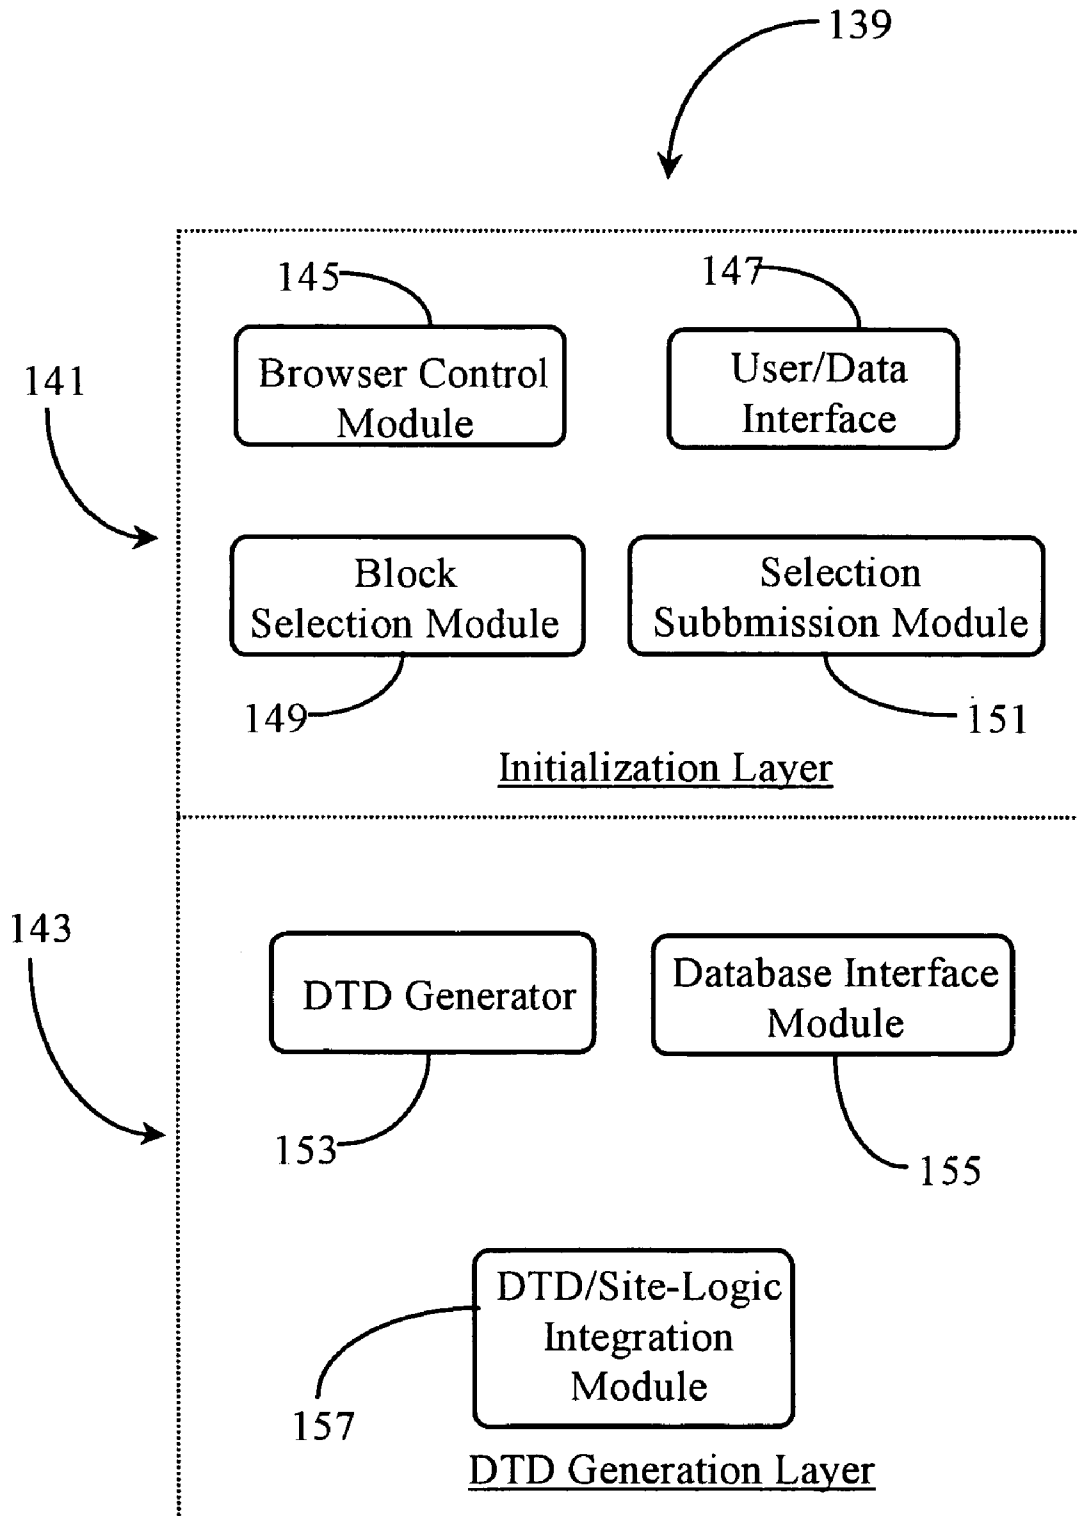 139
145
147
Browser Control
Module
User/Data
Interface
141
Block
Selection Module
Selection
Subbmission Module
149
151
Initialization Layer
143
DTD Generator
Database Interface
Module
153
155
DTD/Site-Logic
Integration
Module
157
DTD Generation Layer